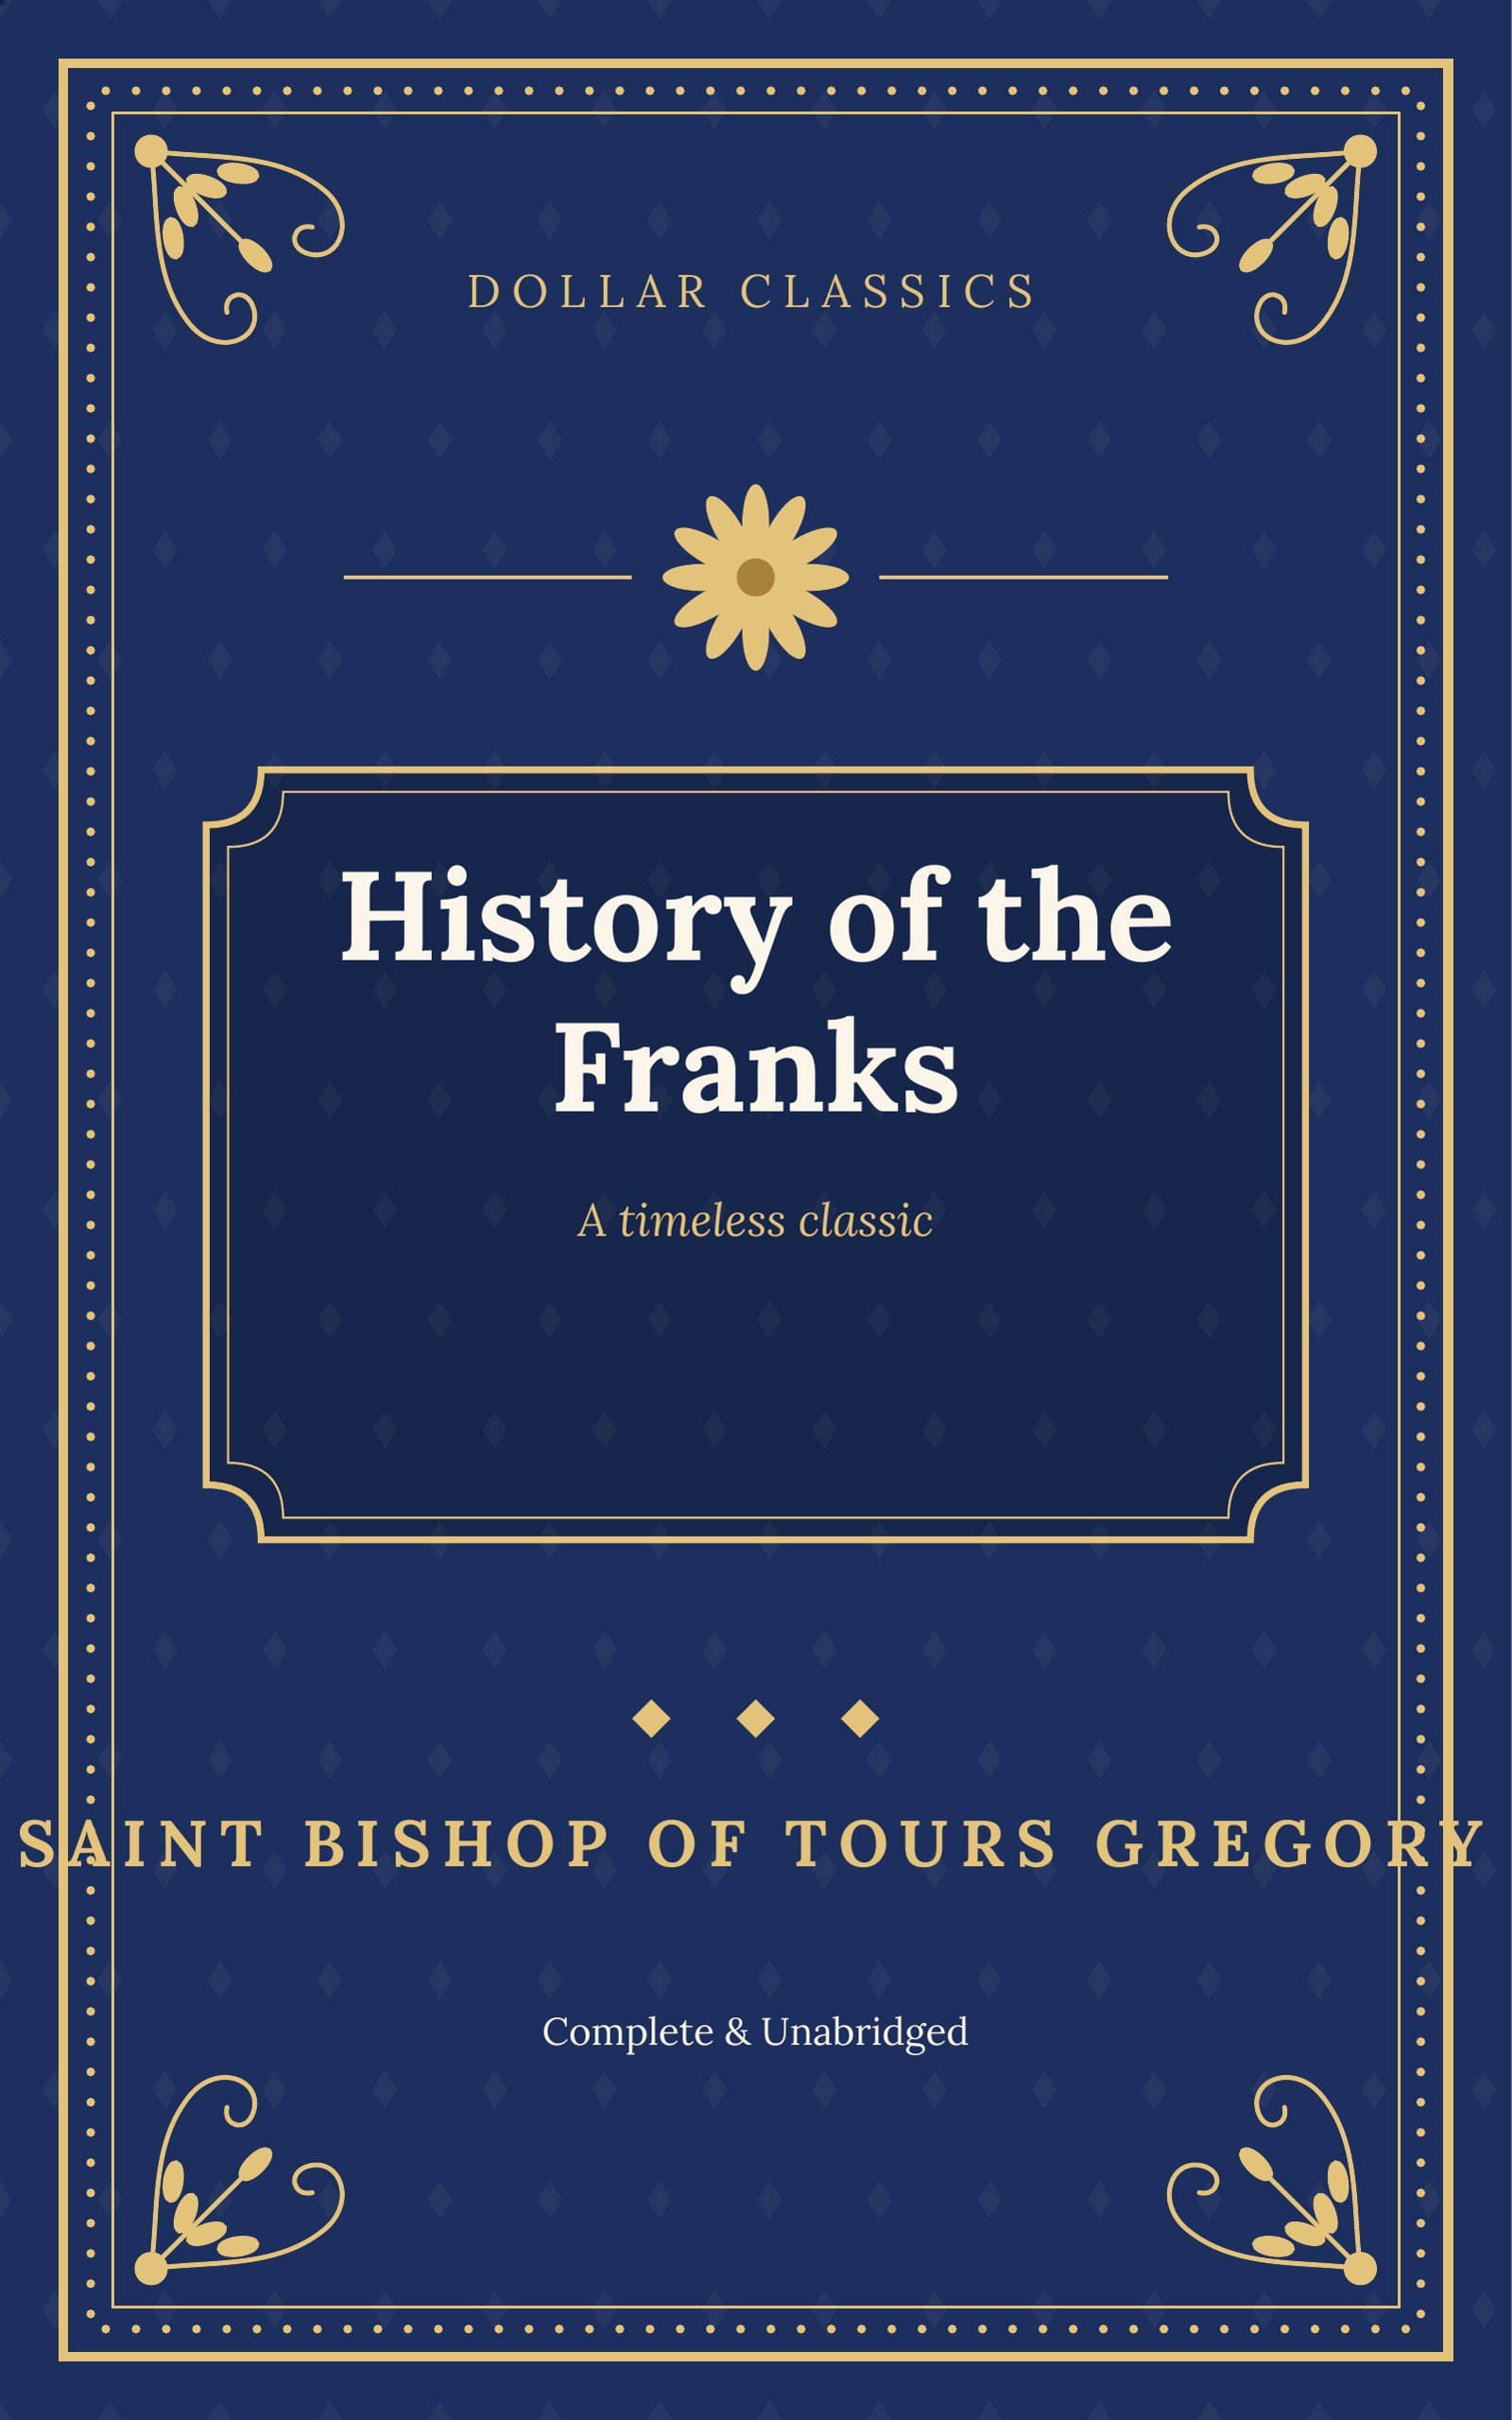 DOLLAR CLASSICS
History of the
Franks
A timeless classic
SAINT BISHOP OF TOURS GREGORY
Complete & Unabridged